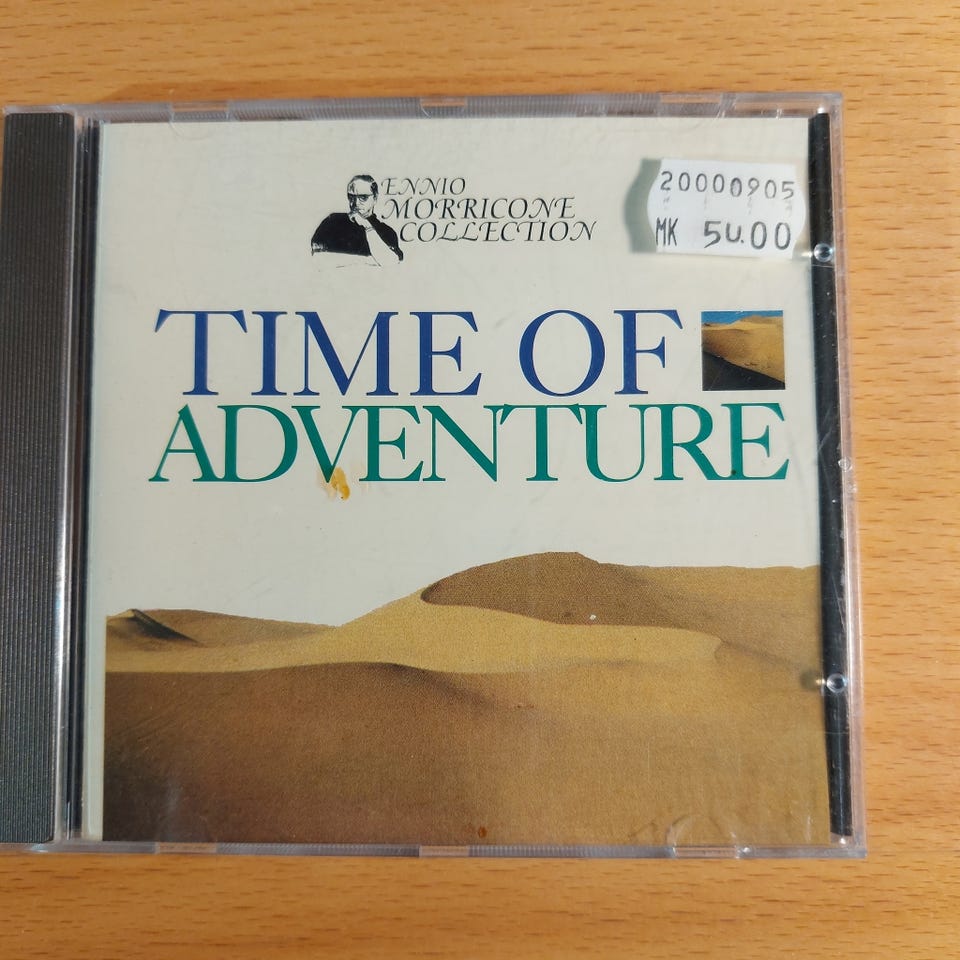 ENNIO
MORRICONE
COLLECTION
20000905
MK 50.00
TIME OF
ADVENTURE